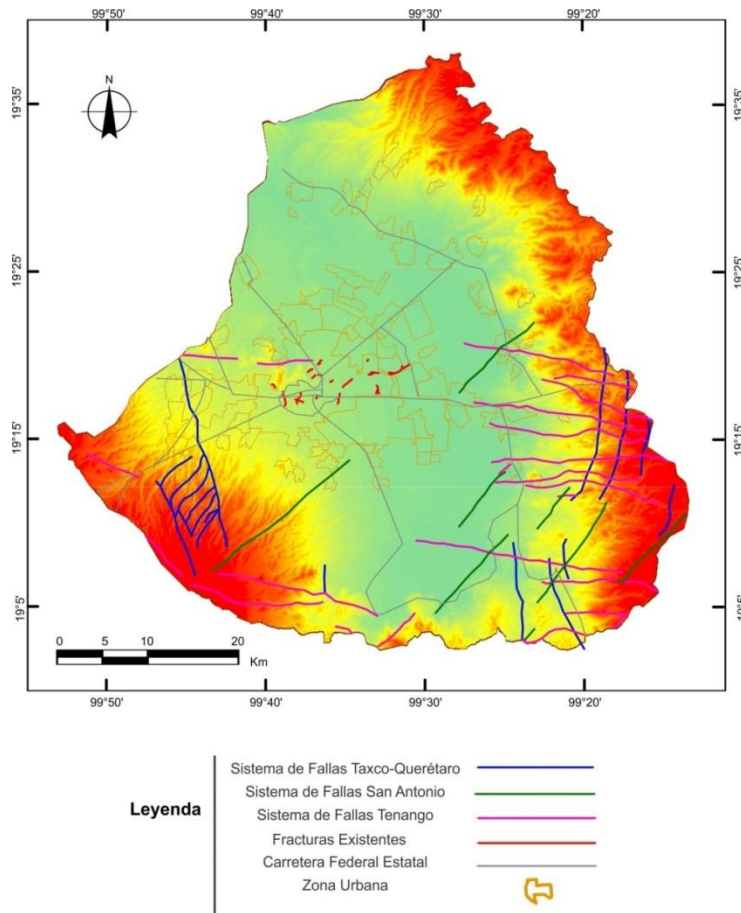 99°50' 99°40' 99°30' 99°20'
N
19°35' 19°35'
19°25' 19°25'
19°15' 19°15'
19°5' 19°5'
0 5 10 20
Km
99°50' 99°40' 99°30' 99°20'
Leyenda
Sistema de Fallas Taxco-Querétaro
Sistema de Fallas San Antonio
Sistema de Fallas Tenango
Fracturas Existentes
Carretera Federal Estatal
Zona Urbana